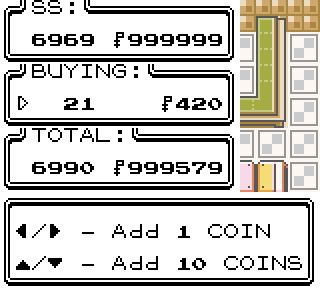 SS:
6969 ₽999999
BUYING:
▷ 21 ₽420
TOTAL:
6990 ₽999579
◀/▶ – Add 1 COIN
▲/▼ – Add 10 COINS